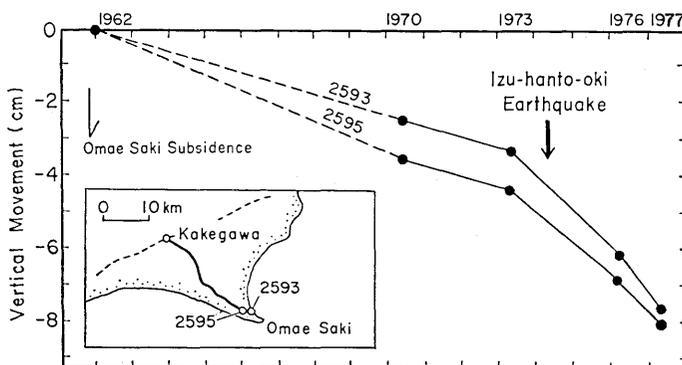 1962 1970 1973 1976 1977
0
-2
-4
-6
-8
Vertical Movement (cm)
2593
2595
Izu-hanto-oki
Earthquake
Omae Saki Subsidence
0 10 km
Kakegawa
2593
2595
Omae Saki